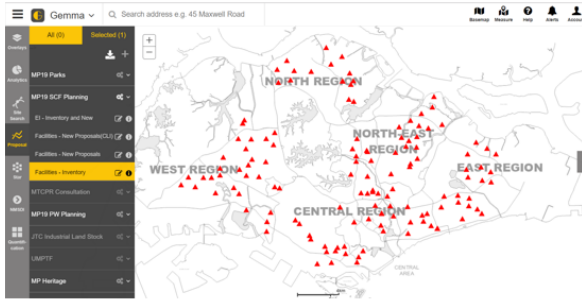 Gemma
Search address e.g. 45 Maxwell Road
Basemap
Measure
Help
Alerts
Accou
Overlays
Analytics
Site Search
Proposal
Star
Quantification
All (0)
Selected (1)
MP19 Parks
MP19 SCF Planning
EI - Inventory and New
Facilities - New Proposals(CLI)
Facilities - New Proposals
Facilities - Inventory
MTCPR Consultation
MP19 PW Planning
JTC Industrial Land Stock
UMPTF
MP Heritage
NORTH REGION
NORTH-EAST
REGION
WEST REGION
EAST REGION
CENTRAL REGION
CENTRAL
AREA